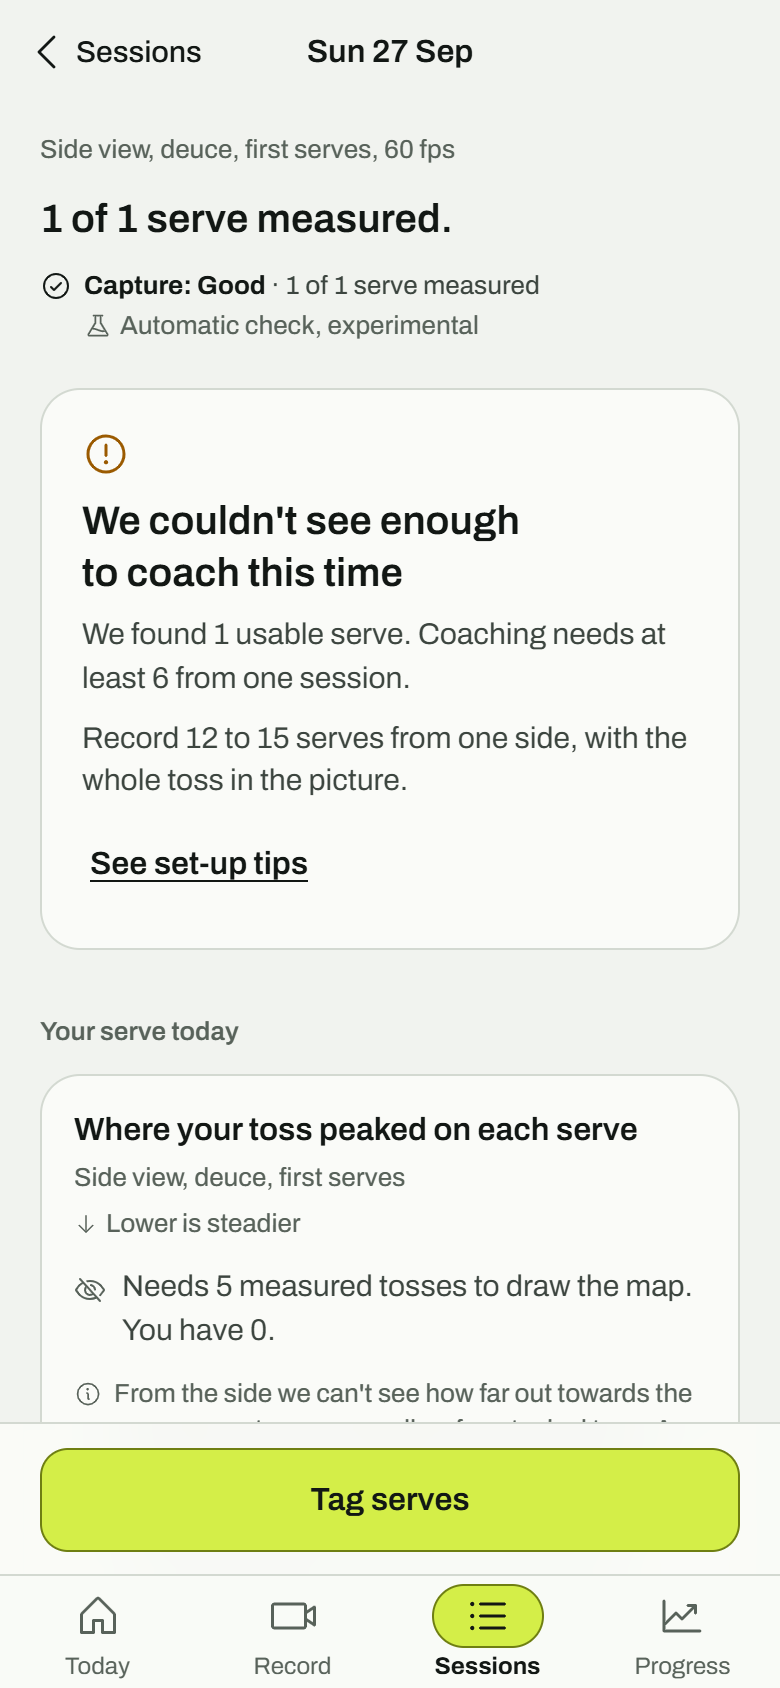 Sessions
Sun 27 Sep
Side view, deuce, first serves, 60 fps
1 of 1 serve measured.
Capture: Good · 1 of 1 serve measured
Automatic check, experimental
We couldn't see enough
to coach this time
We found 1 usable serve. Coaching needs at
least 6 from one session.
Record 12 to 15 serves from one side, with the
whole toss in the picture.
See set-up tips
Your serve today
Where your toss peaked on each serve
Side view, deuce, first serves
↓ Lower is steadier
Needs 5 measured tosses to draw the map.
You have 0.
From the side we can't see how far out towards the
Tag serves
Today
Record
Sessions
Progress